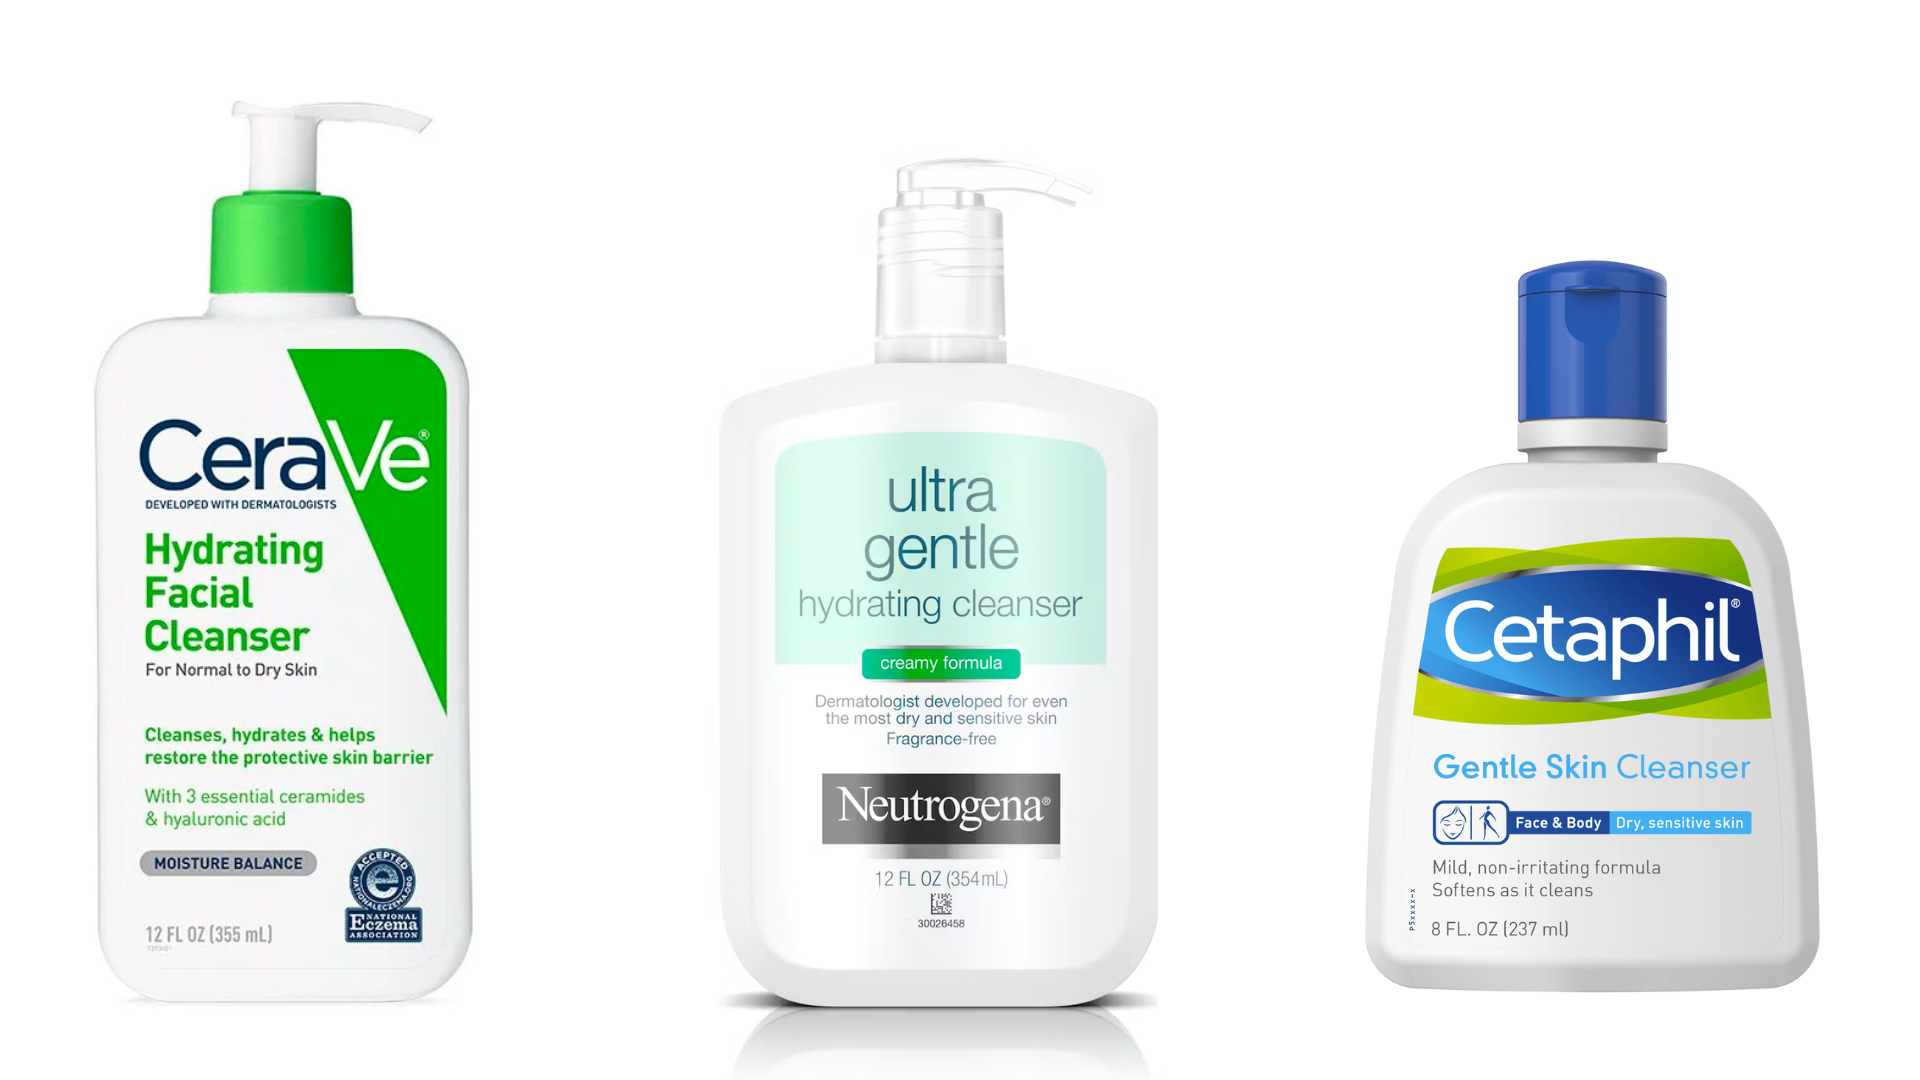 CeraVe®
DEVELOPED WITH DERMATOLOGISTS
Hydrating
Facial
Cleanser
For Normal to Dry Skin
Cleanses, hydrates & helps
restore the protective skin barrier
With 3 essential ceramides
& hyaluronic acid
MOISTURE BALANCE
ACCEPTED
NATIONALECZEMA.ORG
NATIONAL
Eczema
ASSOCIATION
12 FL OZ (355 mL)
ultra
gentle
hydrating cleanser
creamy formula
Dermatologist developed for even
the most dry and sensitive skin
Fragrance-free
Neutrogena®
12 FL OZ (354mL)
30026458
Cetaphil®
Gentle Skin Cleanser
Face & Body Dry, sensitive skin
Mild, non-irritating formula
Softens as it cleans
P5xxxx-x
8 FL. OZ (237 ml)